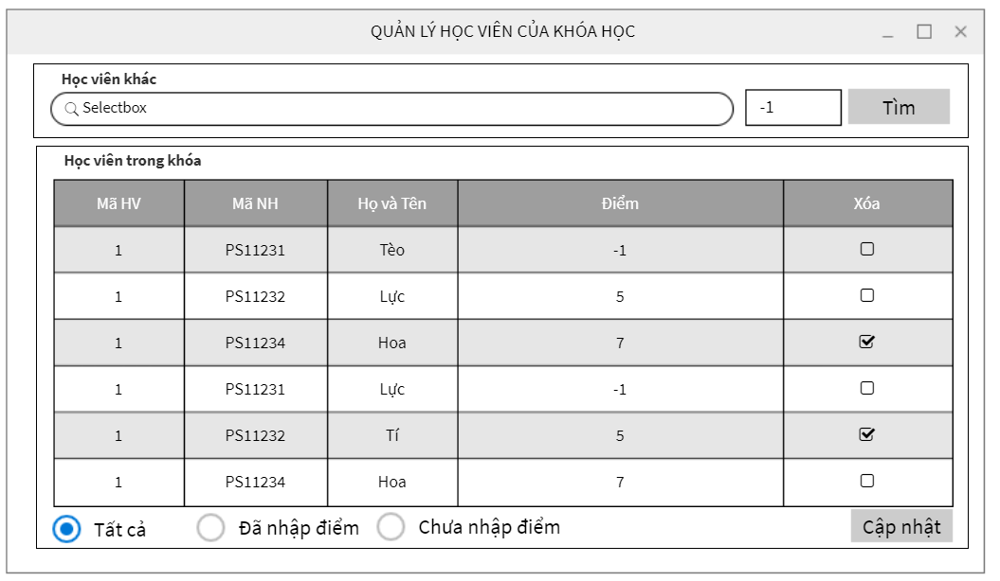 QUẢN LÝ HỌC VIÊN CỦA KHÓA HỌC
Học viên khác
Selectbox -1 Tìm
Học viên trong khóa
Mã HV Mã NH Họ và Tên Điểm Xóa
1 PS11231 Tèo -1
1 PS11232 Lực 5
1 PS11234 Hoa 7
1 PS11231 Lực -1
1 PS11232 Tí 5
1 PS11234 Hoa 7
Tất cả Đã nhập điểm Chưa nhập điểm Cập nhật